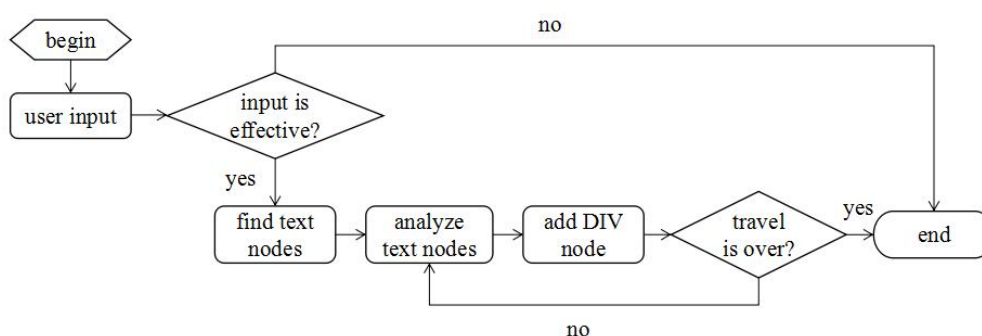 no
begin
user input
input is
effective?
yes
find text
nodes
analyze
text nodes
add DIV
node
travel
is over?
yes
end
no